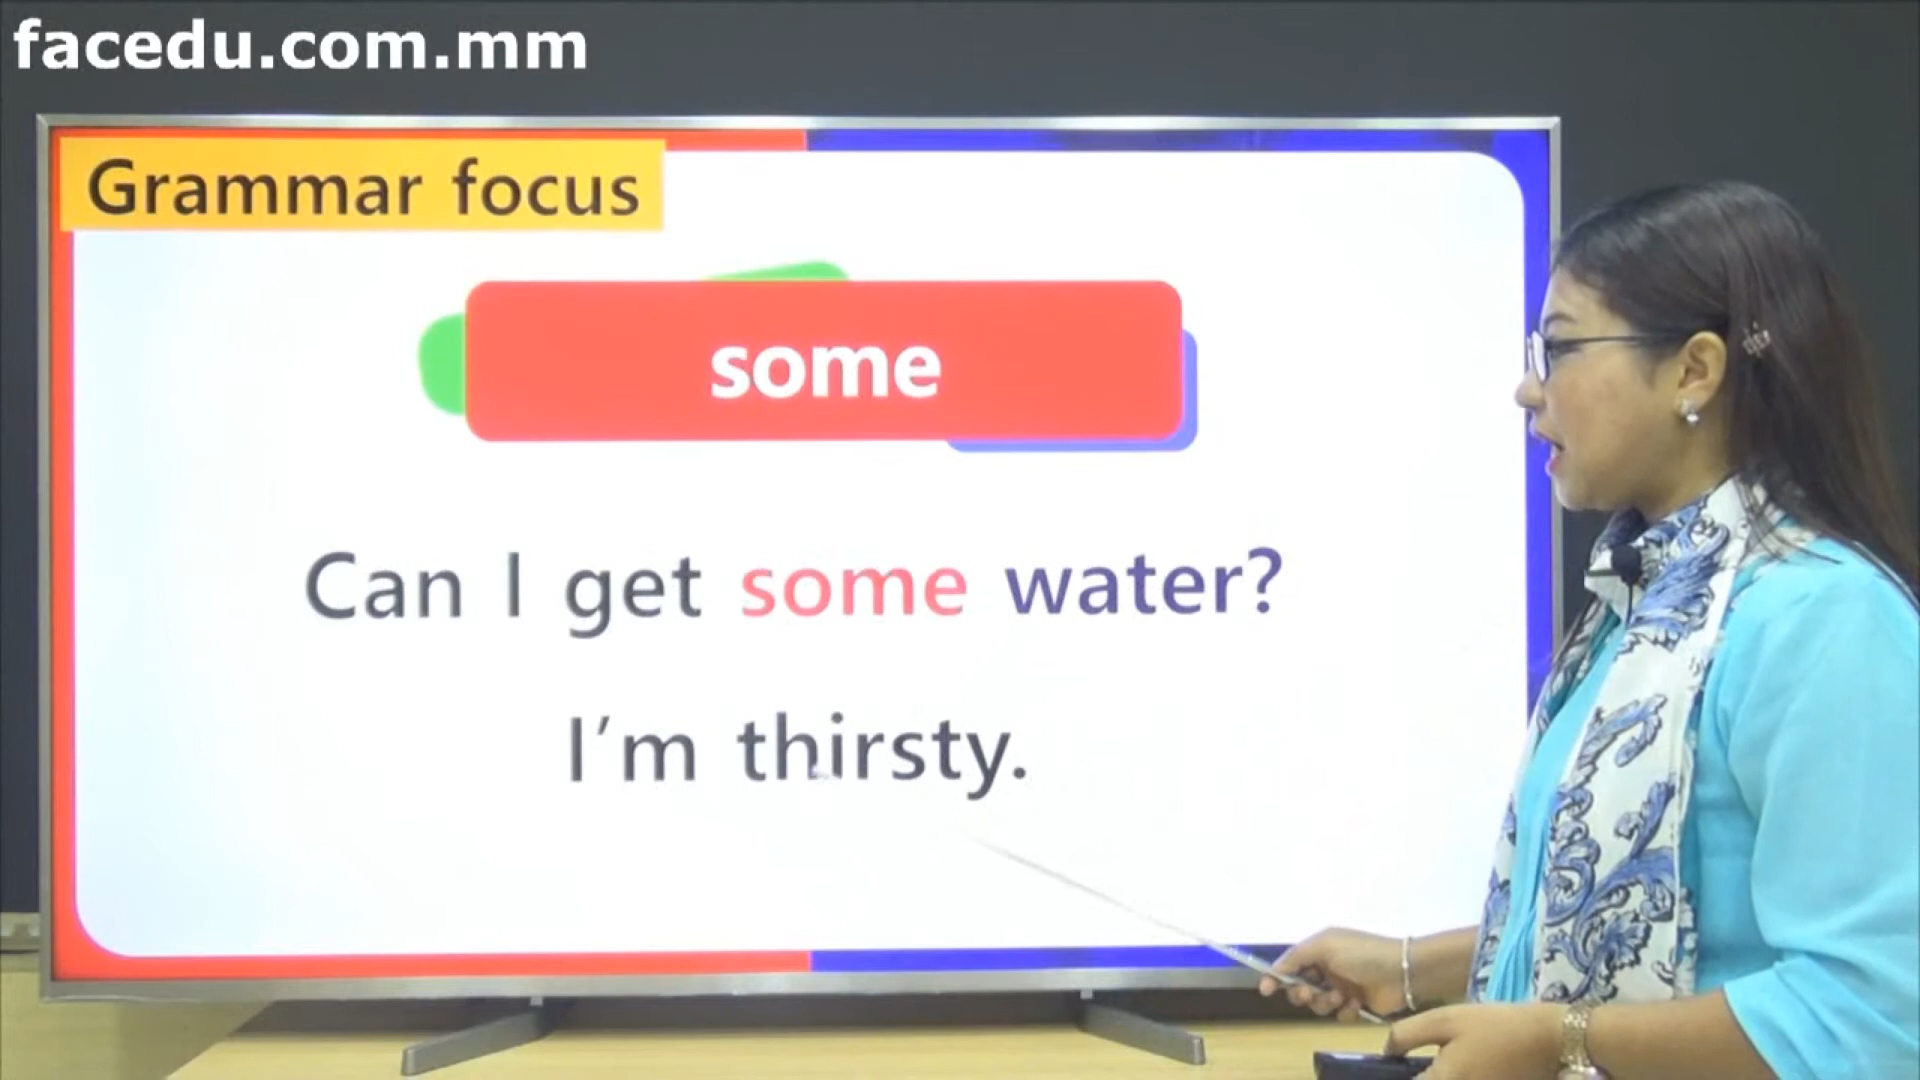 facedu.com.mm
Grammar focus
some
Can I get some water?
I'm thirsty.